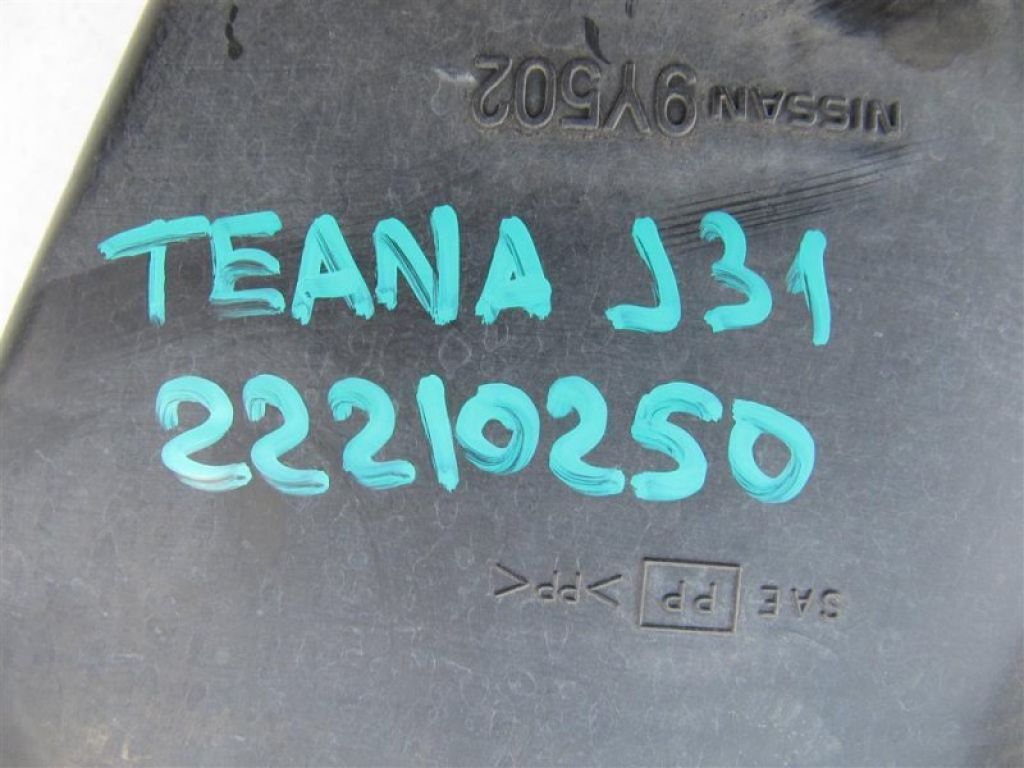 NISSAN 9Y502
TEANA J31
22210250
SAE PP >PP<